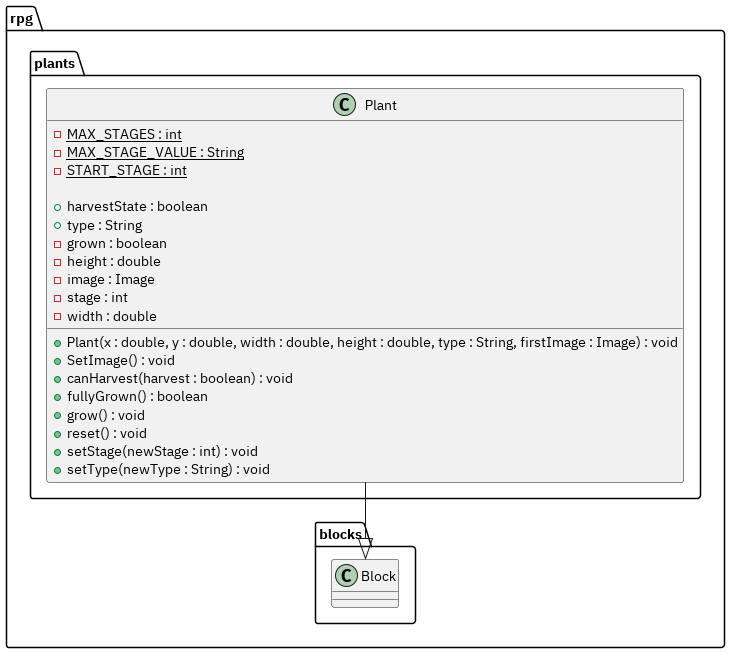 rpg
plants
C Plant
MAX_STAGES : int
MAX_STAGE_VALUE : String
START_STAGE : int
harvestState : boolean
type : String
grown : boolean
height : double
image : Image
stage : int
width : double
Plant(x : double, y : double, width : double, height : double, type : String, firstImage : Image) : void
SetImage() : void
canHarvest(harvest : boolean) : void
fullyGrown() : boolean
grow() : void
reset() : void
setStage(newStage : int) : void
setType(newType : String) : void
blocks
C Block